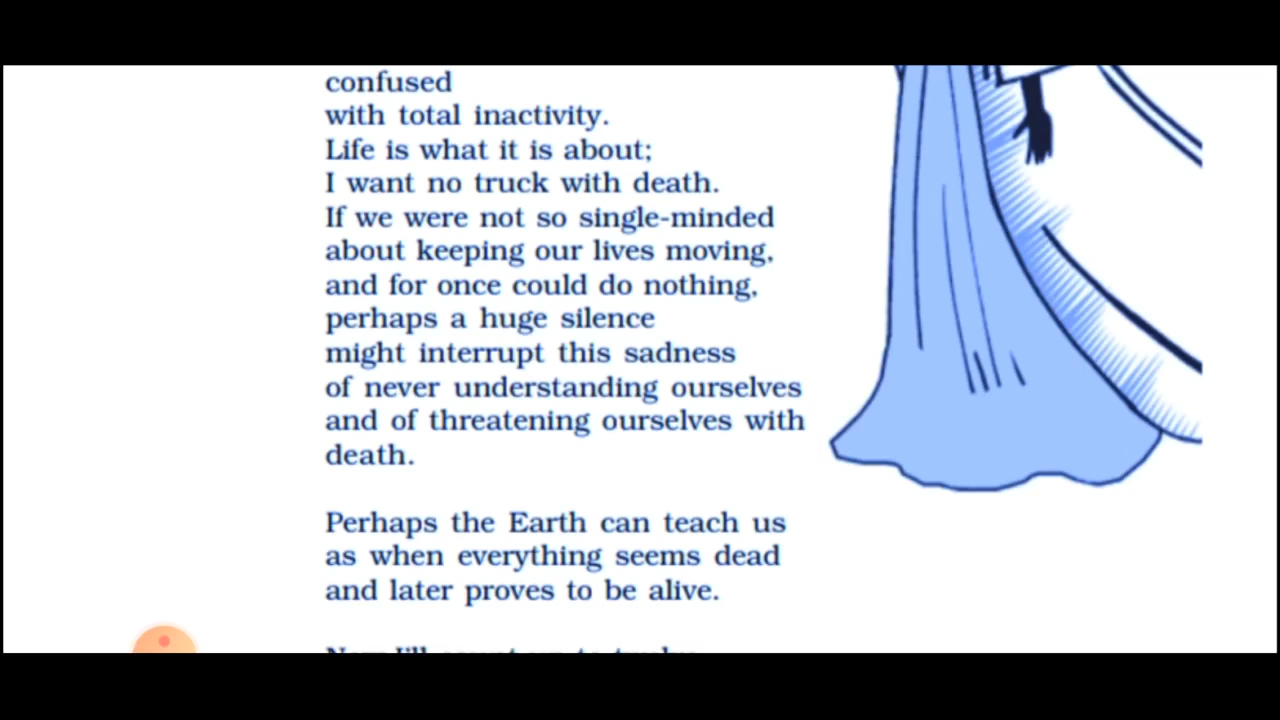 confused
with total inactivity.
Life is what it is about;
I want no truck with death.
If we were not so single-minded
about keeping our lives moving,
and for once could do nothing,
perhaps a huge silence
might interrupt this sadness
of never understanding ourselves
and of threatening ourselves with
death.
Perhaps the Earth can teach us
as when everything seems dead
and later proves to be alive.